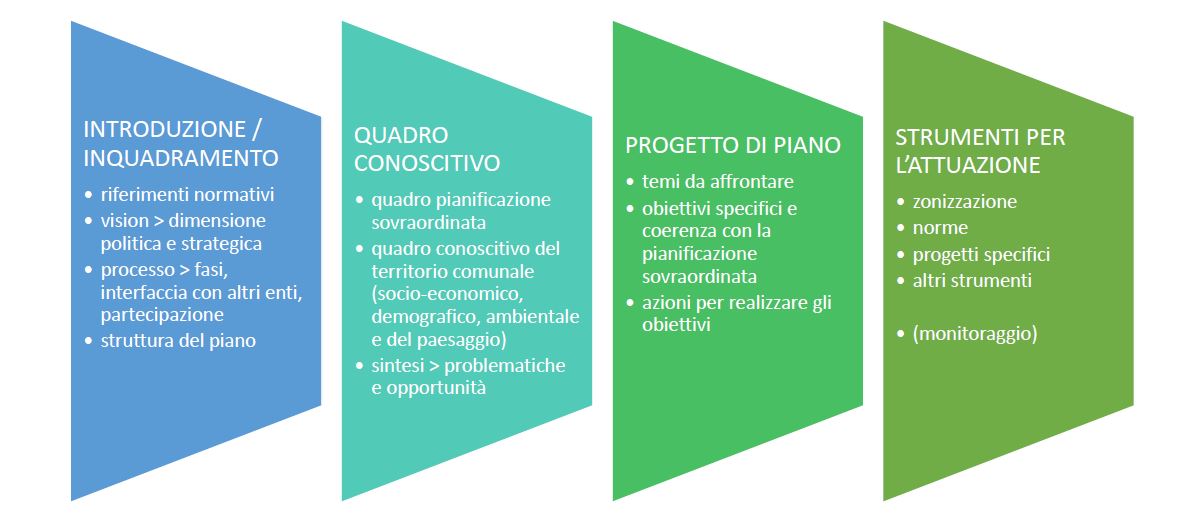 INTRODUZIONE /
INQUADRAMENTO
• riferimenti normativi
• vision > dimensione
politica e strategica
• processo > fasi,
interfaccia con altri enti,
partecipazione
• struttura del piano
QUADRO
CONOSCITIVO
• quadro pianificazione
sovraordinata
• quadro conoscitivo del
territorio comunale
(socio-economico,
demografico, ambientale
e del paesaggio)
• sintesi > problematiche
e opportunità
PROGETTO DI PIANO
• temi da affrontare
• obiettivi specifici e
coerenza con la
pianificazione
sovraordinata
• azioni per realizzare gli
obiettivi
STRUMENTI PER
L’ATTUAZIONE
• zonizzazione
• norme
• progetti specifici
• altri strumenti
• (monitoraggio)